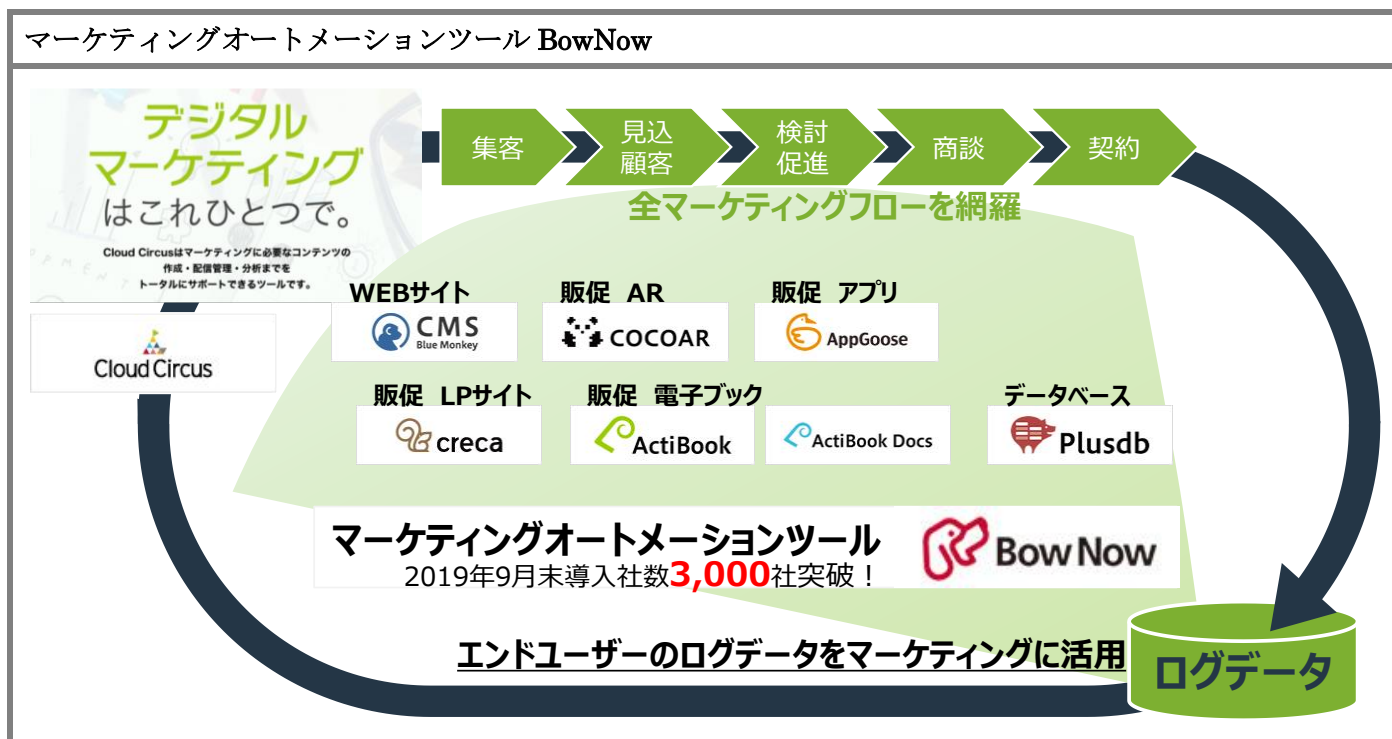 マーケティングオートメーションツール BowNow
デジタル
マーケティング
はこれひとつで。
Cloud Circusはマーケティングに必要なコンテンツの
作成・配信管理・分析までを
トータルにサポートできるツールです。
Cloud Circus
集客
見込
顧客
検討
促進
商談
契約
全マーケティングフローを網羅
WEBサイト
CMS
Blue Monkey
販促 AR
COCOAR
販促 アプリ
AppGoose
販促 LPサイト
creca
販促 電子ブック
ActiBook
ActiBook Docs
データベース
Plusdb
マーケティングオートメーションツール
2019年9月末導入社数3,000社突破!
BowNow
エンドユーザーのログデータをマーケティングに活用
ログデータ